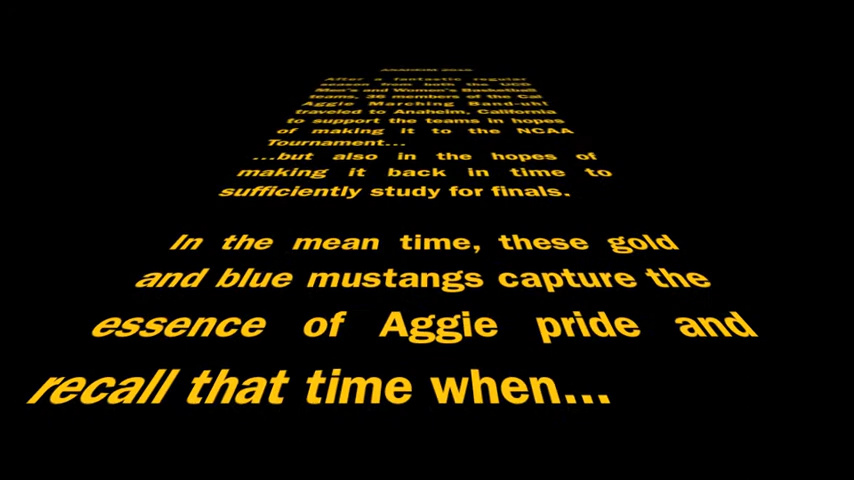 ANAHEIM 2015
After a fantastic regular
season from both the UCD
Men's and Women's Basketball
teams, 36 members of the Cal
Aggie Marching Band-uh!
traveled to Anaheim, California
to support the teams in hopes
of making it to the NCAA
Tournament...
...but also in the hopes of
making it back in time to
sufficiently study for finals.
In the mean time, these gold
and blue mustangs capture the
essence of Aggie pride and
recall that time when...